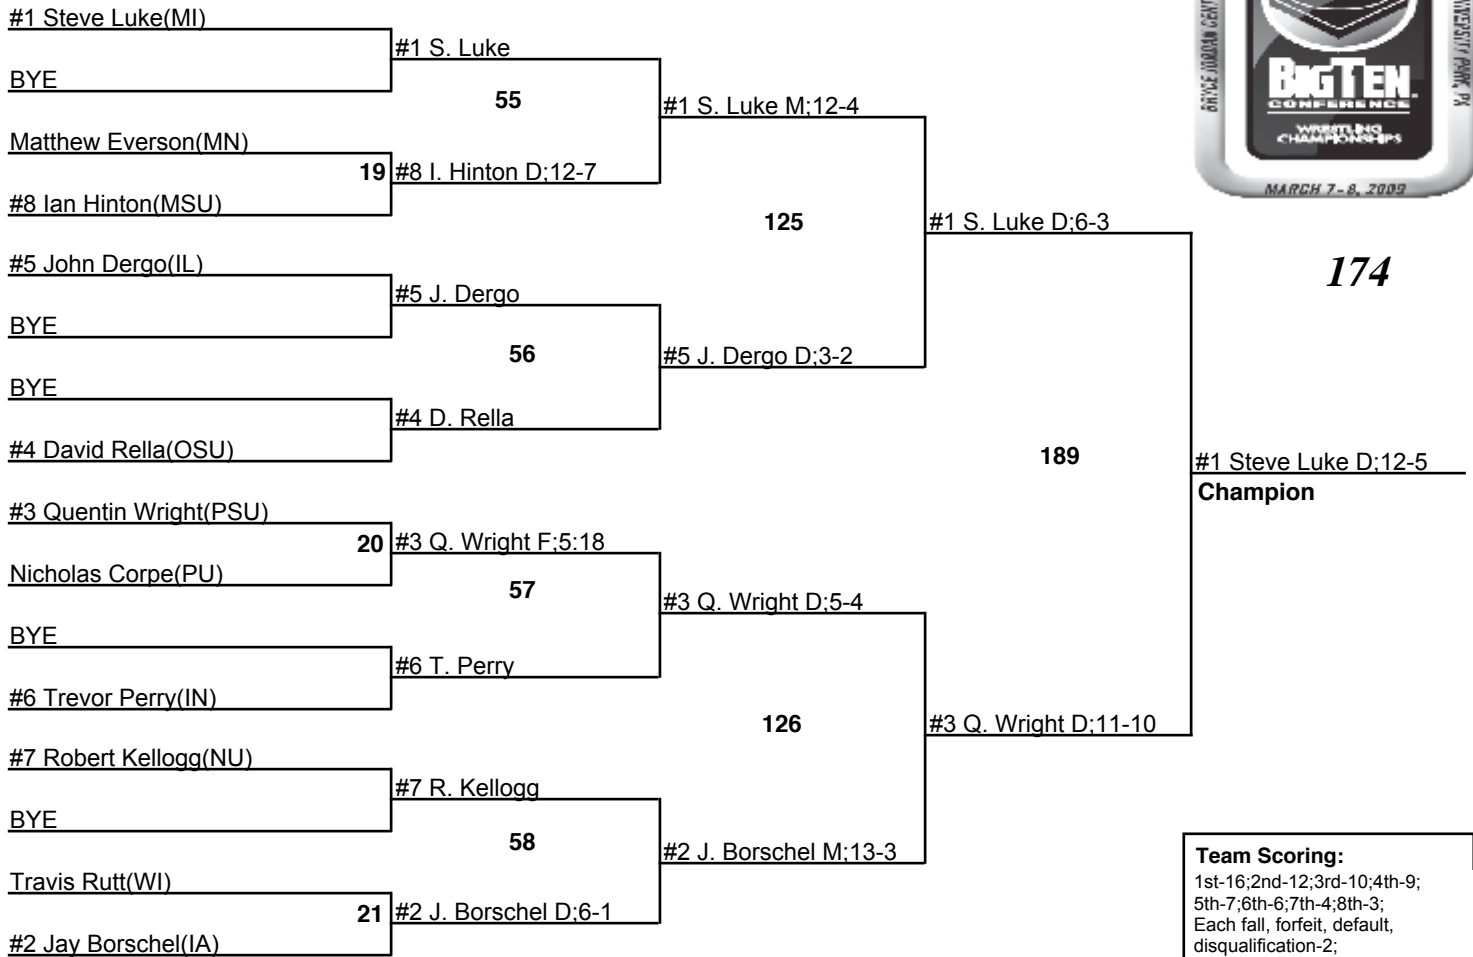 #1 Steve Luke(MI)
BYE
Matthew Everson(MN)
#8 Ian Hinton(MSU)
#5 John Dergo(IL)
BYE
BYE
#4 David Rella(OSU)
#3 Quentin Wright(PSU)
Nicholas Corpe(PU)
BYE
#6 Trevor Perry(IN)
#7 Robert Kellogg(NU)
BYE
Travis Rutt(WI)
#2 Jay Borschel(IA)
#1 S. Luke
55
19 #8 I. Hinton D;12-7
#5 J. Dergo
56
#4 D. Rella
20 #3 Q. Wright F;5:18
57
#6 T. Perry
#7 R. Kellogg
58
21 #2 J. Borschel D;6-1
#1 S. Luke M;12-4
125
#5 J. Dergo D;3-2
#3 Q. Wright D;5-4
126
#2 J. Borschel M;13-3
#1 S. Luke D;6-3
189
#3 Q. Wright D;11-10
#1 Steve Luke D;12-5
Champion
BRYCE JORDAN CENT
UNIVERSITY PARK, PA
BIG TEN
CONFERENCE
WRESTLING
CHAMPIONSHIPS
MARCH 7-8, 2009
174
Team Scoring:
1st-16;2nd-12;3rd-10;4th-9;
5th-7;6th-6;7th-4;8th-3;
Each fall, forfeit, default,
disqualification-2;